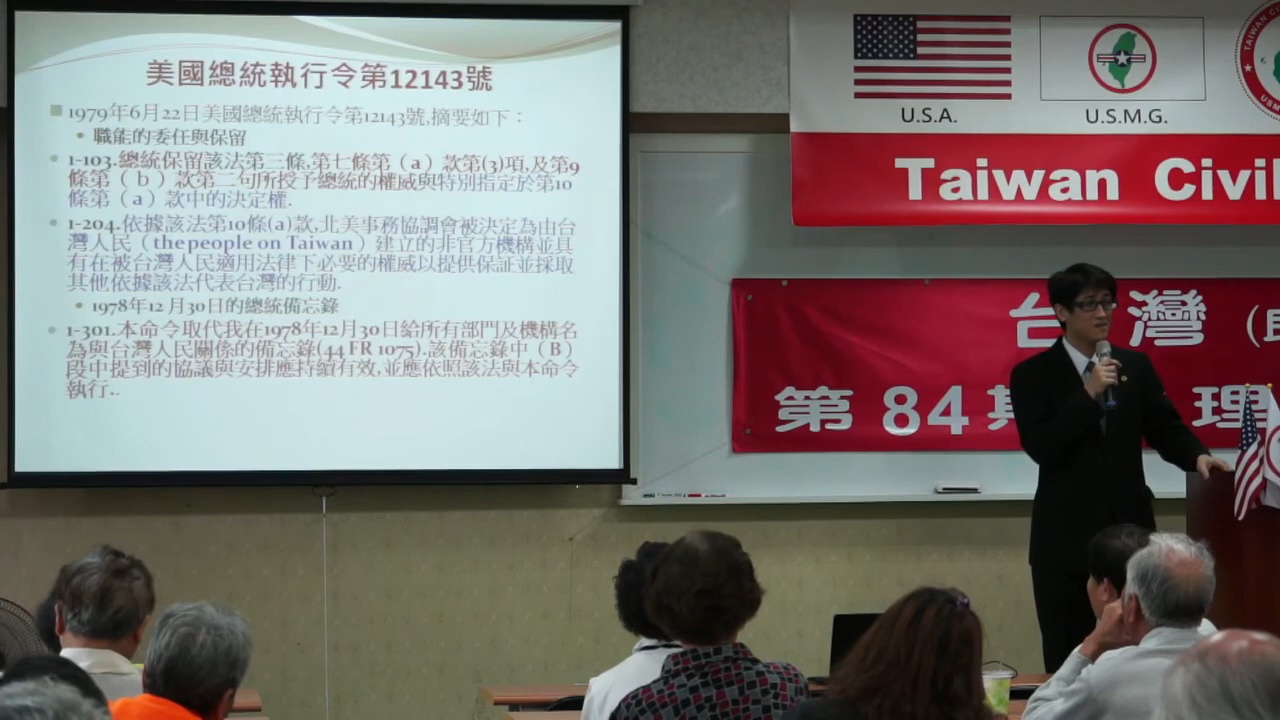 美國總統執行令第12143號
1979年6月22日美國總統執行令第12143號,摘要如下：
職能的委任與保留
1-103.總統保留該法第三條,第七條第（a）款第(3)項,及第9
條第（b）款第二句所授予總統的權威與特別指定於第10
條第（a）款中的決定權.
1-204.依據該法第10條(a)款,北美事務協調會被決定為由台
灣人民（the people on Taiwan）建立的非官方機構並具
有在被台灣人民適用法律下必要的權威以提供保証並採取
其他依據該法代表台灣的行動.
1978年12月30日的總統備忘錄
1-301.本命令取代我在1978年12月30日給所有部門及機構名
為與台灣人民關係的備忘錄(44 FR 1075).該備忘錄中（B）
段中提到的協議與安排應持續有效,並應依照該法與本命令
執行..
U.S.A.
U.S.M.G.
TAIWAN
Taiwan Civil
台灣
第84期
理